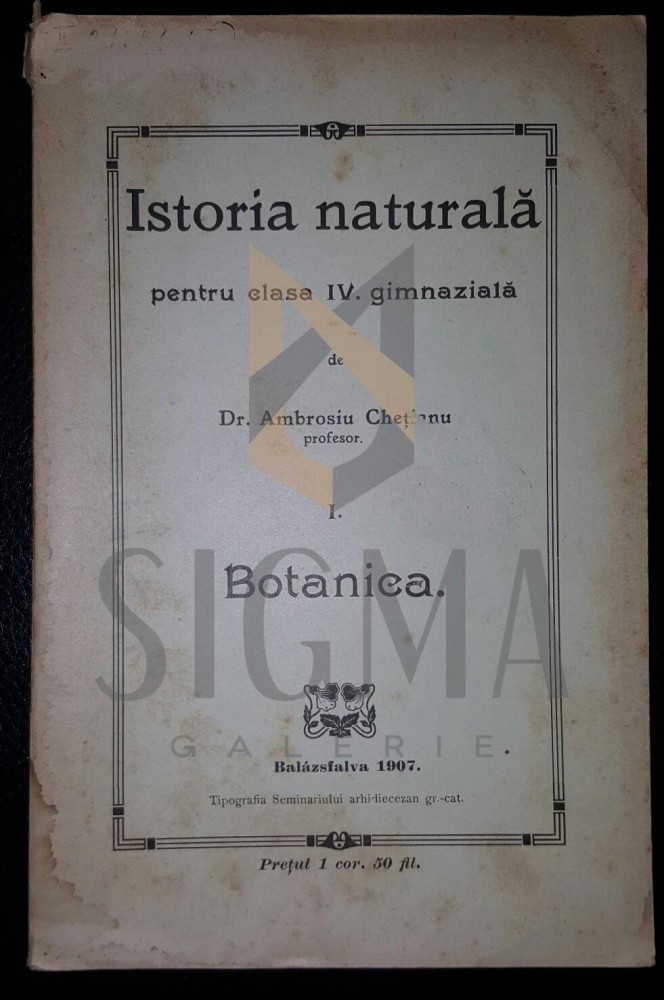 Istoria naturală
pentru clasa IV. gimnazială
de
Dr. Ambrosiu Chețianu
profesor.
I.
Botanica.
SIGMA
GALERIE
Balázsfalva 1907.
Tipografia Seminariului arhidiecezan gr.-cat.
Prețul 1 cor. 50 fil.